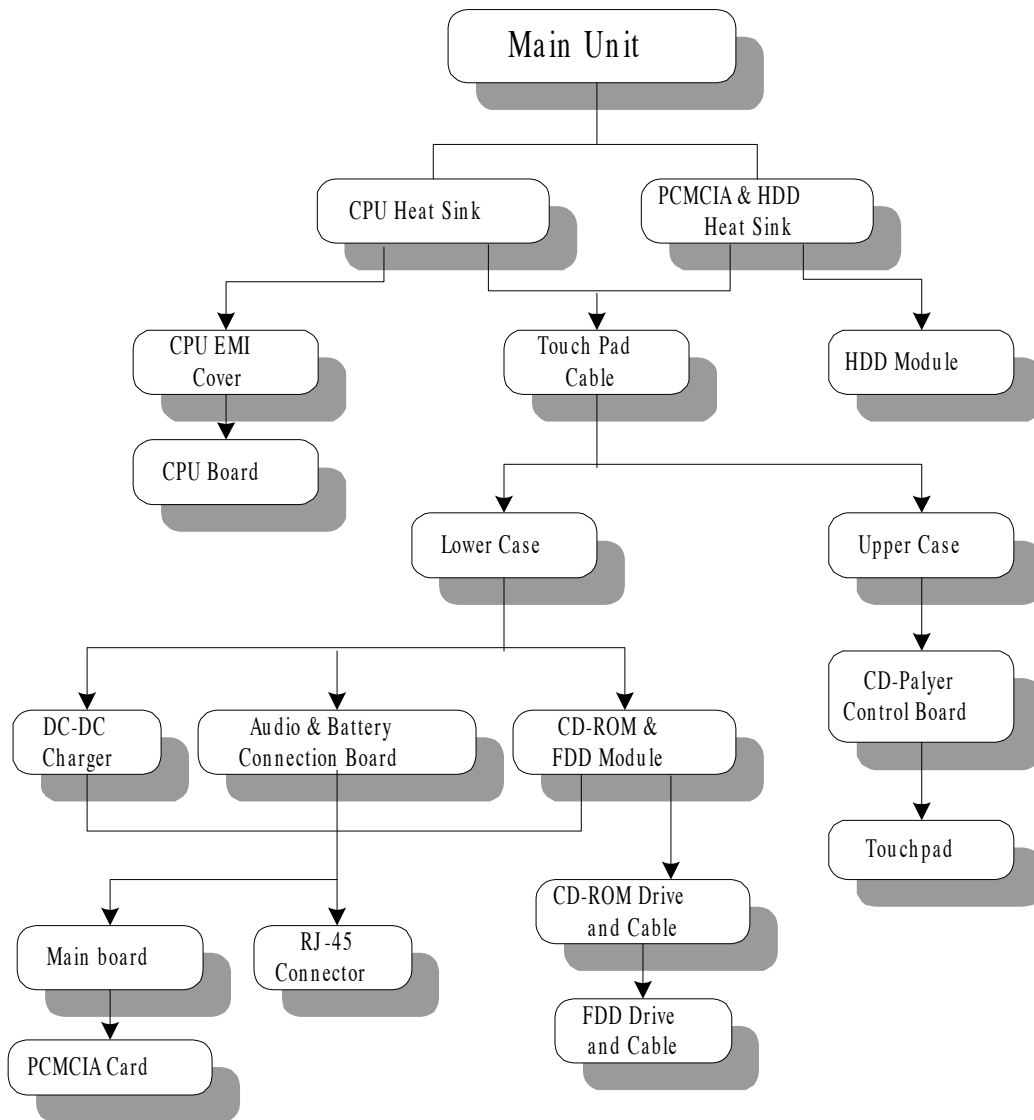 Main Unit
CPU Heat Sink
PCMCIA & HDD
Heat Sink
CPU EMI
Cover
Touch Pad
Cable
HDD Module
CPU Board
Lower Case
Upper Case
CD-Palyer
Control Board
DC-DC
Charger
Audio & Battery
Connection Board
CD-ROM &
FDD Module
Touchpad
CD-ROM Drive
and Cable
Main board
RJ-45
Connector
FDD Drive
and Cable
PCMCIA Card